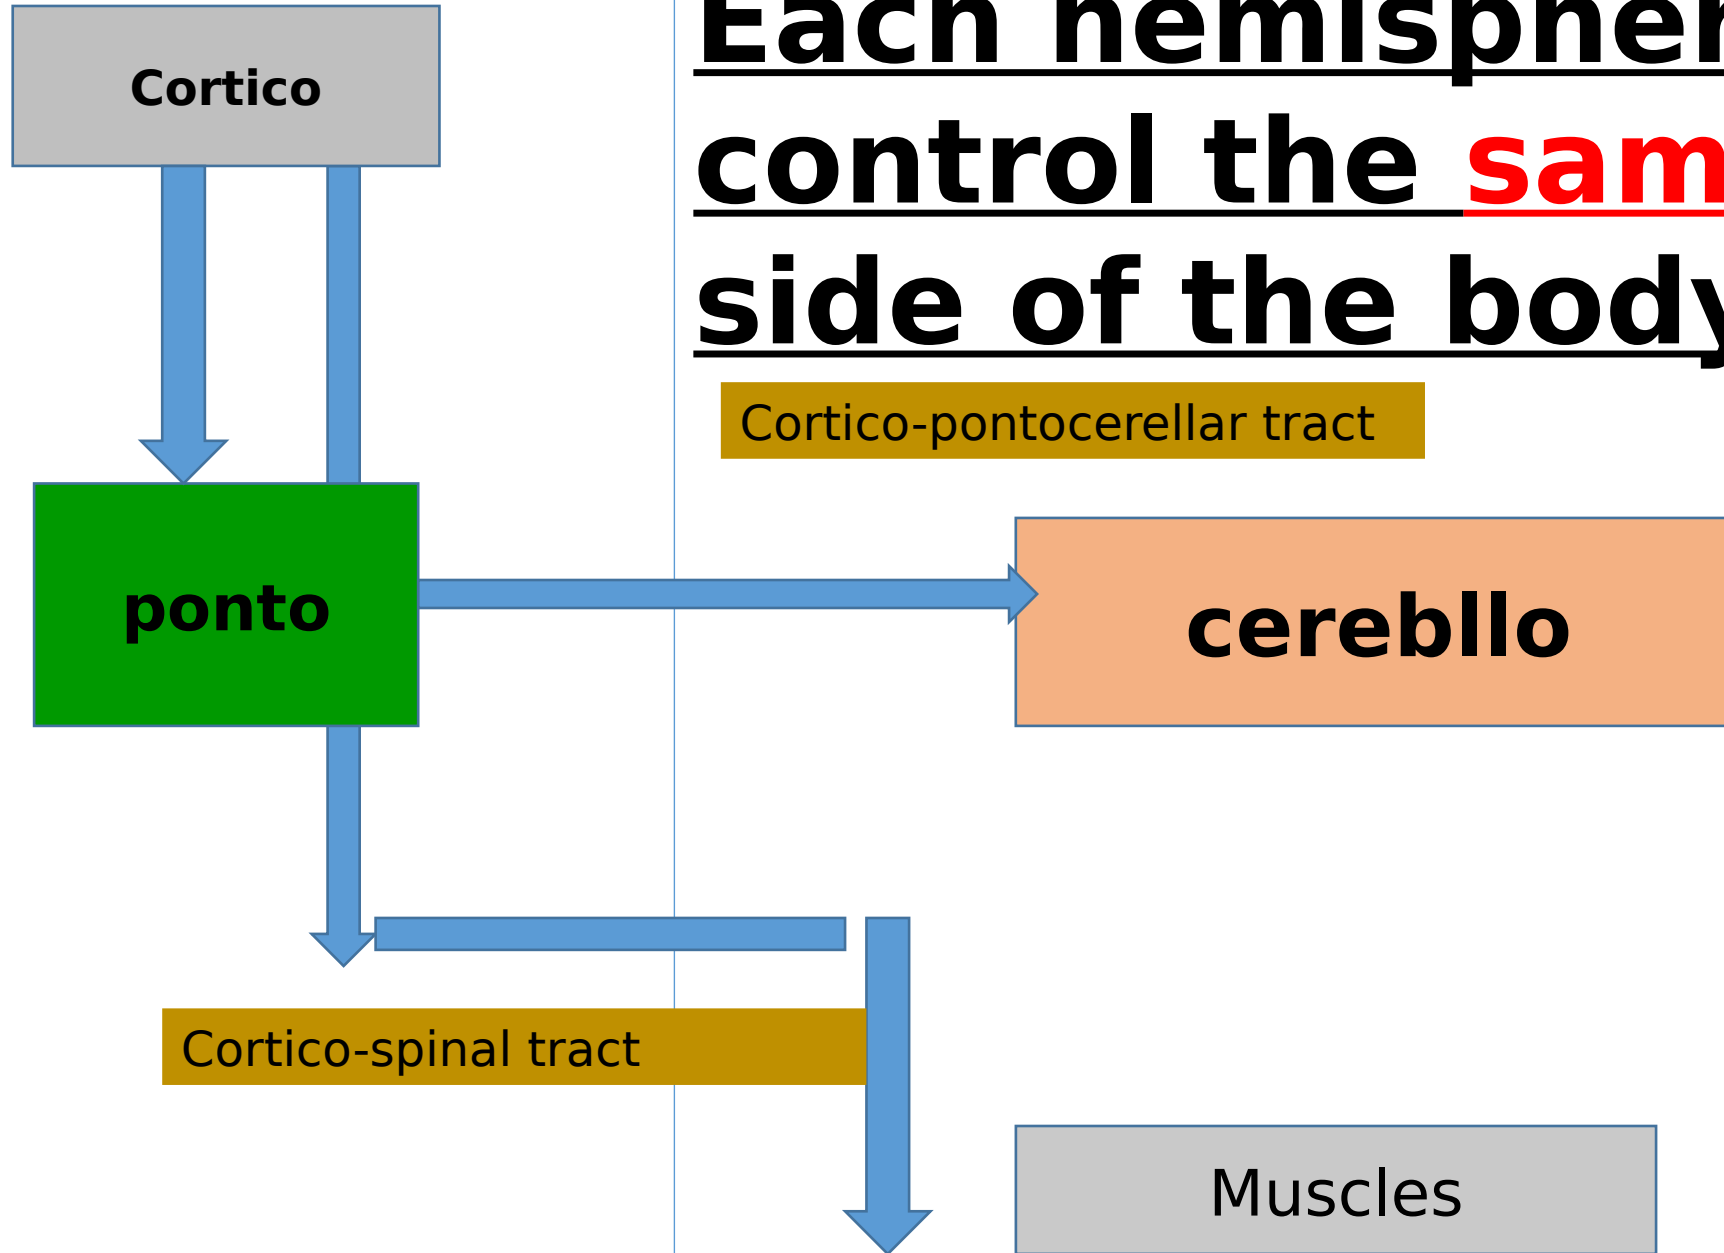 Cortico
Each hemispher
control the sam
side of the body
Cortico-pontocerellar tract
ponto
cerebllo
Cortico-spinal tract
Muscles